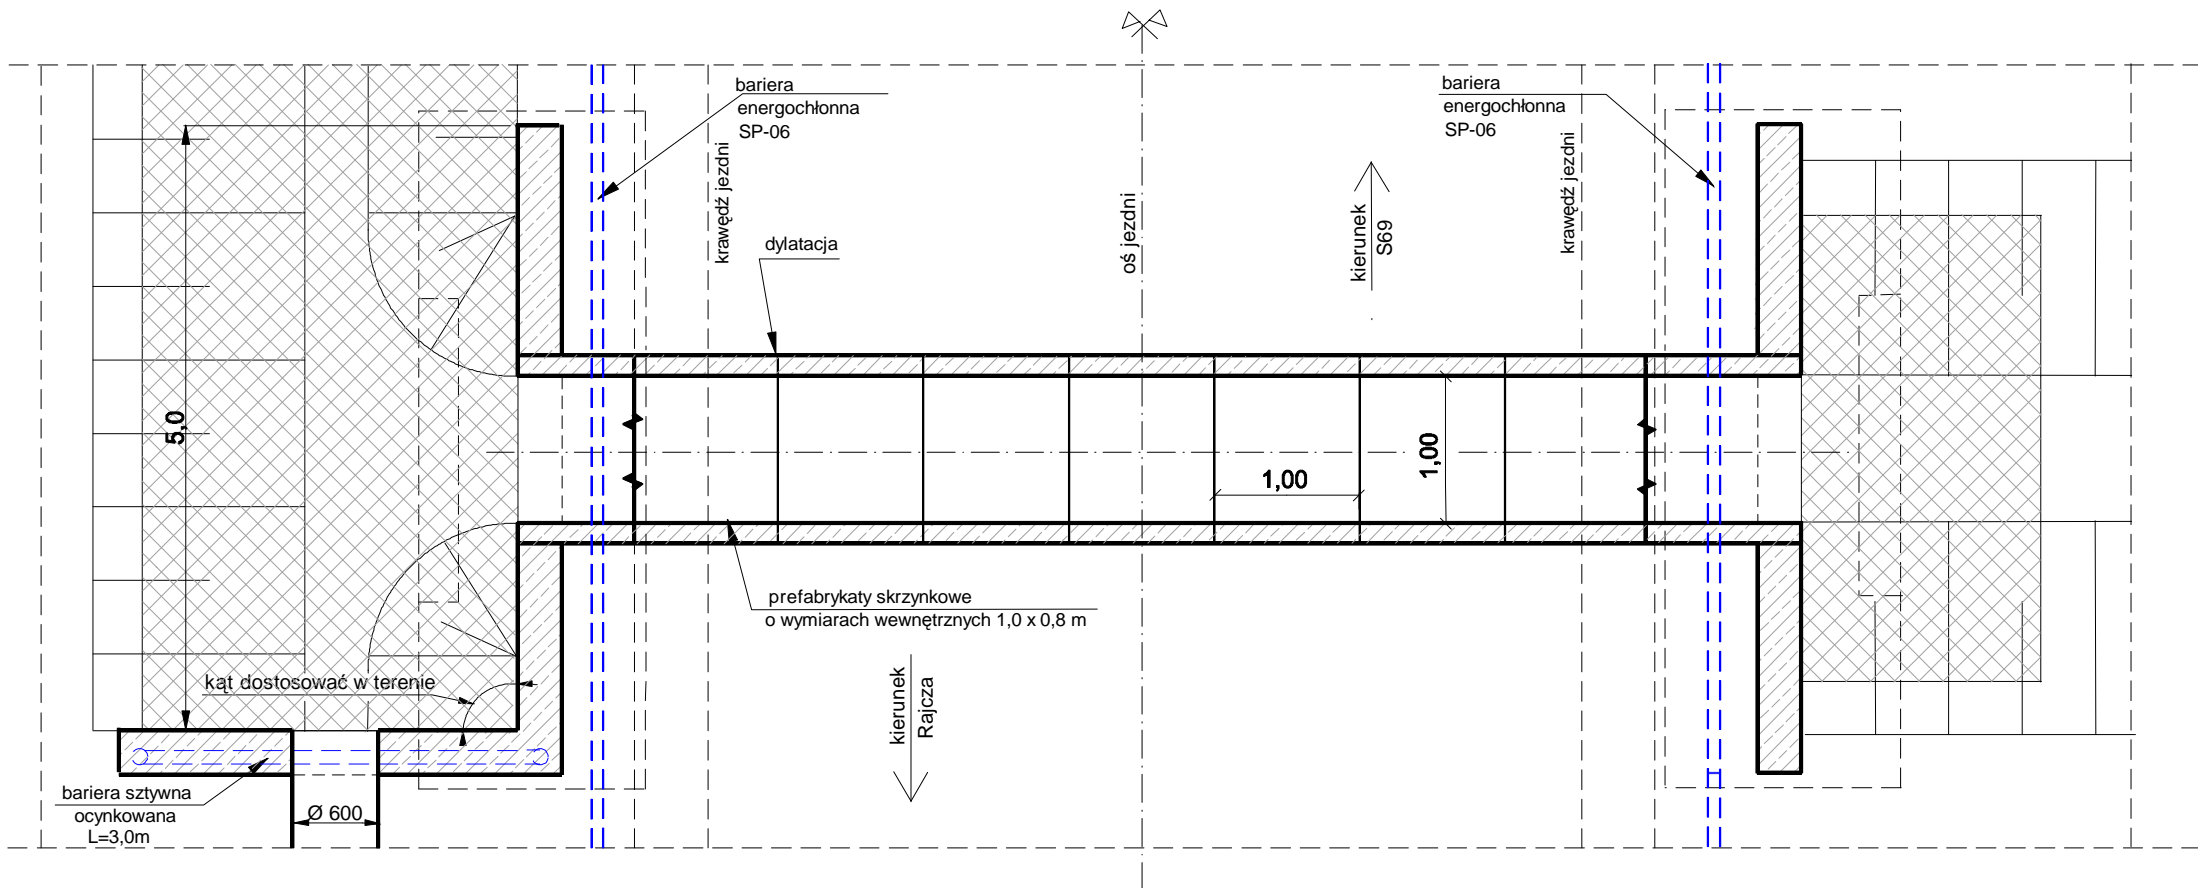 bariera
energochłonna
SP-06
krawędź jezdni
dylatacja
oś jezdni
kierunek
S69
bariera
energochłonna
SP-06
krawędź jezdni
5,0
1,00
1,00
prefabrykaty skrzynkowe
o wymiarach wewnętrznych 1,0 x 0,8 m
kąt dostosować w terenie
kierunek
Rajcza
bariera sztywna
ocynkowana
L=3,0m
Ø 600